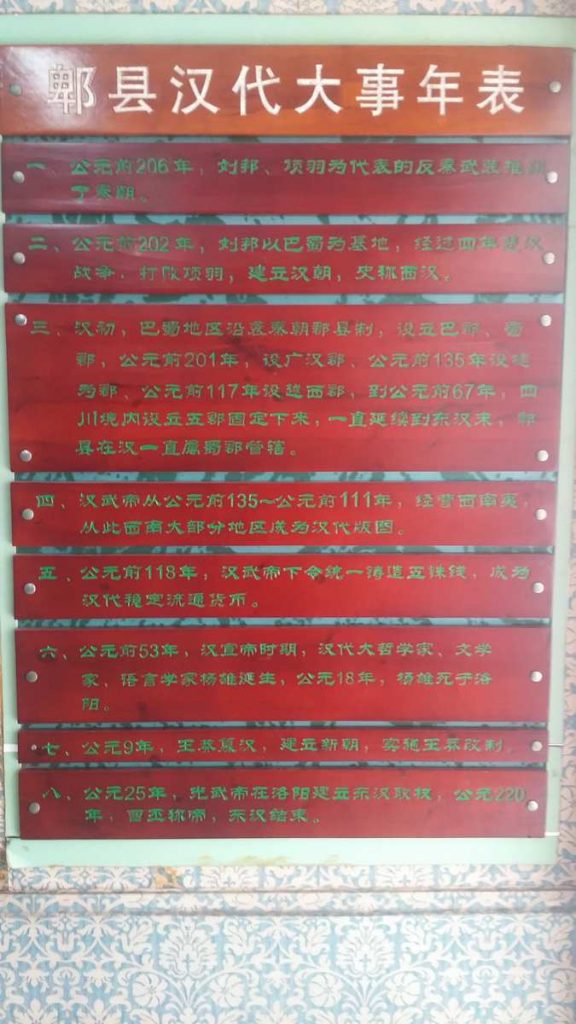 郫县汉代大事年表
一、公元前206年，刘邦、项羽为代表的反秦武装推翻
了秦朝。
二、公元前202年，刘邦以巴蜀为基地，经过四年楚汉
战争，打败项羽，建立汉朝，史称西汉。
三、汉初，巴蜀地区沿袭秦朝郡县制，设立巴郡、蜀
郡，公元前201年，设广汉郡、公元前135年设犍
为郡、公元前117年设越西郡，到公元前67年，四
川境内设立五郡固定下来，一直延续到东汉末，郫
县在汉一直属蜀郡管辖。
四、汉武帝从公元前135~公元前111年，经营西南夷，
从此西南大部分地区成为汉代版图。
五、公元前118年，汉武帝下令统一铸造五铢钱，成为
汉代稳定流通货币。
六、公元前53年，汉宣帝时期，汉代大哲学家、文学
家、语言学家杨雄诞生，公元18年，杨雄死于洛
阳。
七、公元9年，王莽篡汉，建立新朝，实施王莽改制。
八、公元25年，光武帝在洛阳建立东汉政权，公元220
年，曹丕称帝，东汉结束。